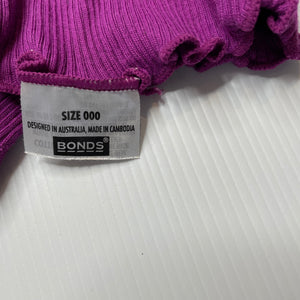 SIZE 000
DESIGNED IN AUSTRALIA, MADE IN CAMBODIA
BONDS®